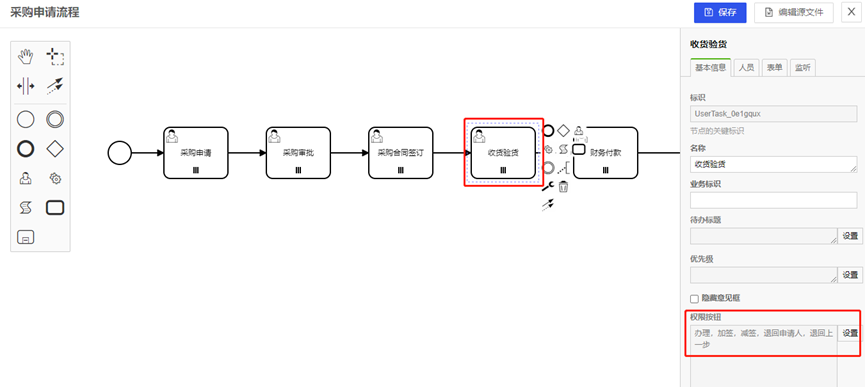 采购申请流程
保存
编辑源文件
采购申请
采购审批
采购合同签订
收货验货
财务付款
收货验货
基本信息
人员
表单
监听
标识
UserTask_0e1gqux
节点的关键标识
名称
收货验货
业务标识
待办标题
设置
优先级
设置
隐藏意见框
权限按钮
办理，加签，减签，退回申请人，退回上
一步
设置